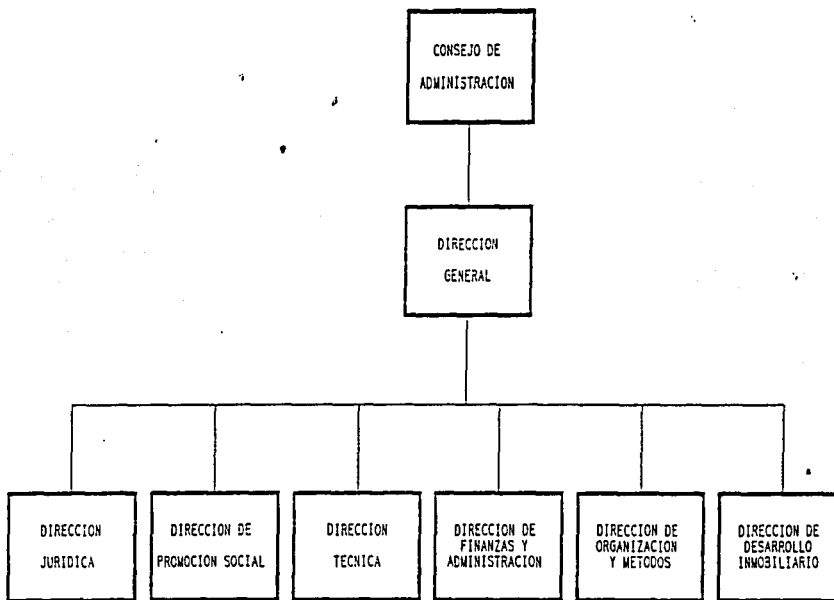 CONSEJO DE
ADMINISTRACION
DIRECCION
GENERAL
DIRECCION
JURIDICA
DIRECCION DE
PROMOCION SOCIAL
DIRECCION
TECNICA
DIRECCION DE
FINANZAS Y
ADMINISTRACION
DIRECCION DE
ORGANIZACION
Y METODOS
DIRECCION DE
DESARROLLO
INMOBILIARIO